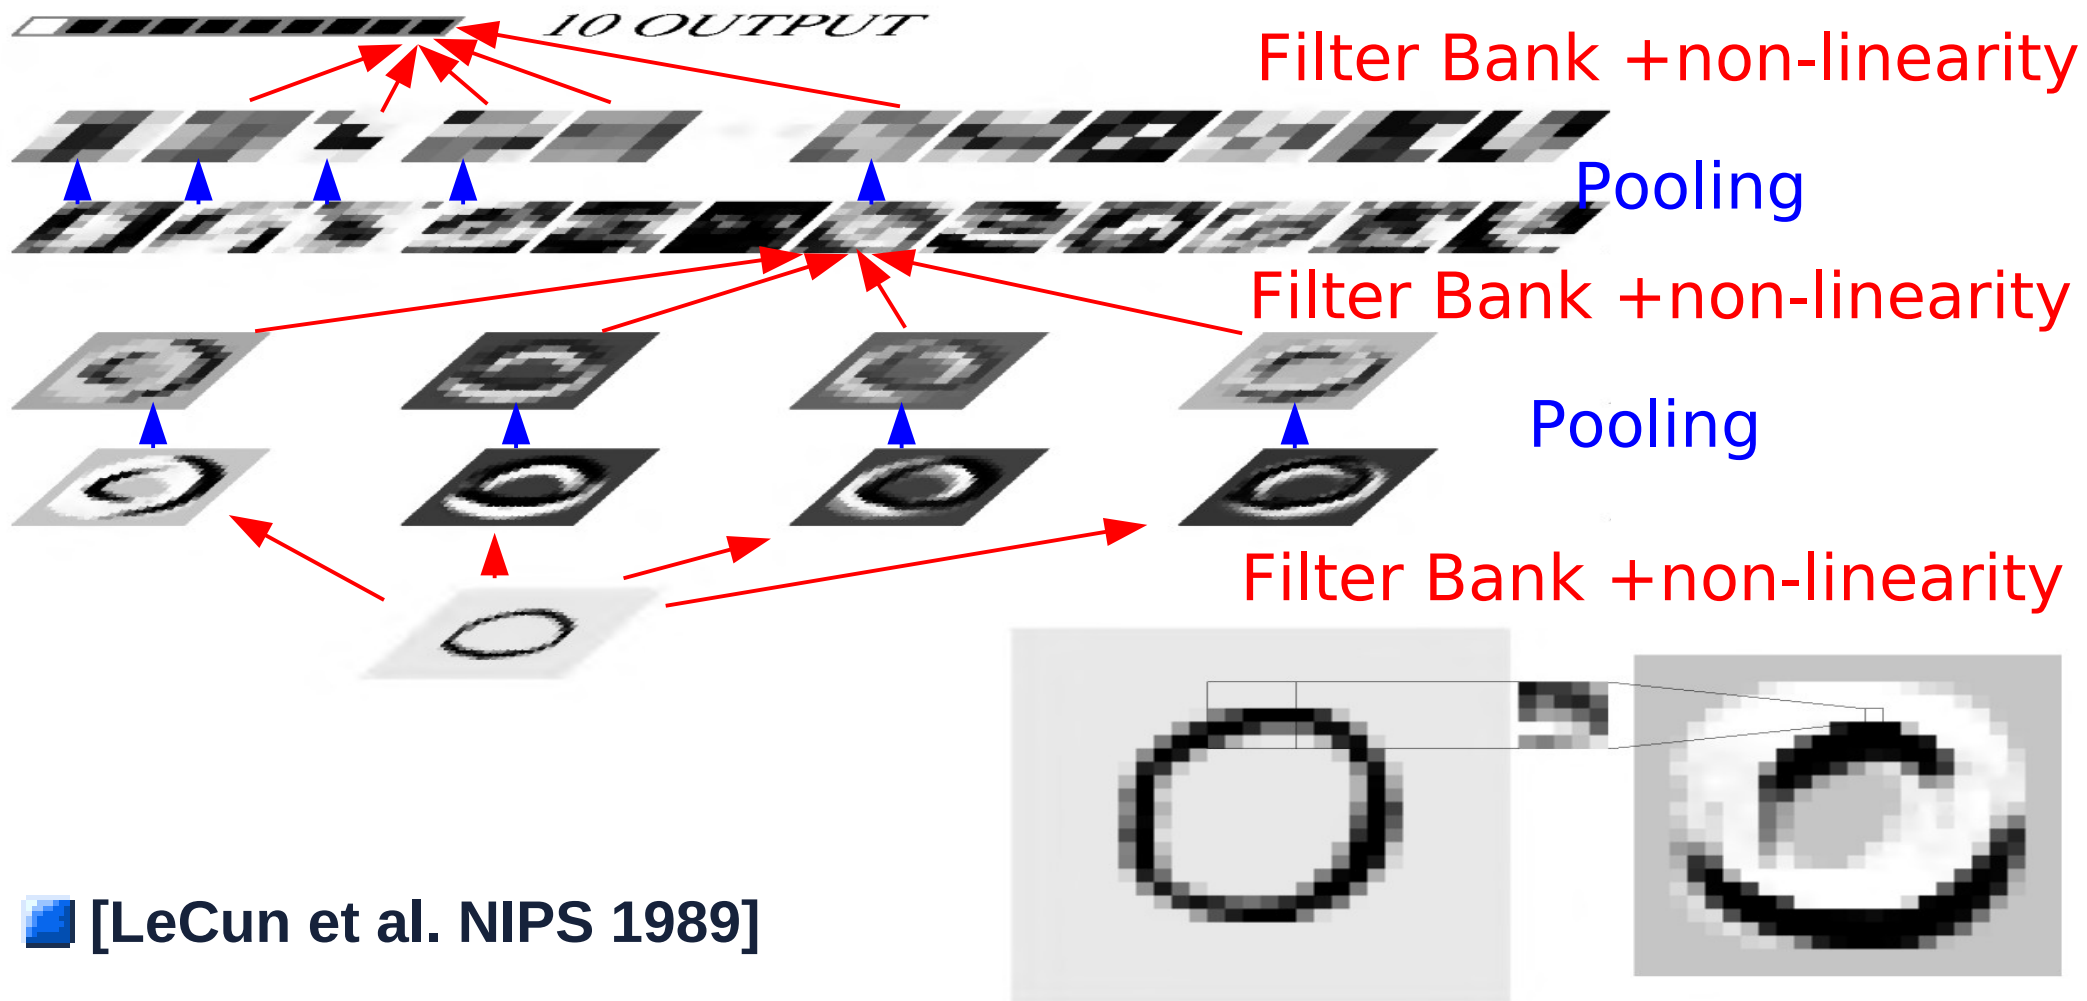 10 OUTPUT
Filter Bank +non-linearity
Pooling
Filter Bank +non-linearity
Pooling
Filter Bank +non-linearity
[LeCun et al. NIPS 1989]